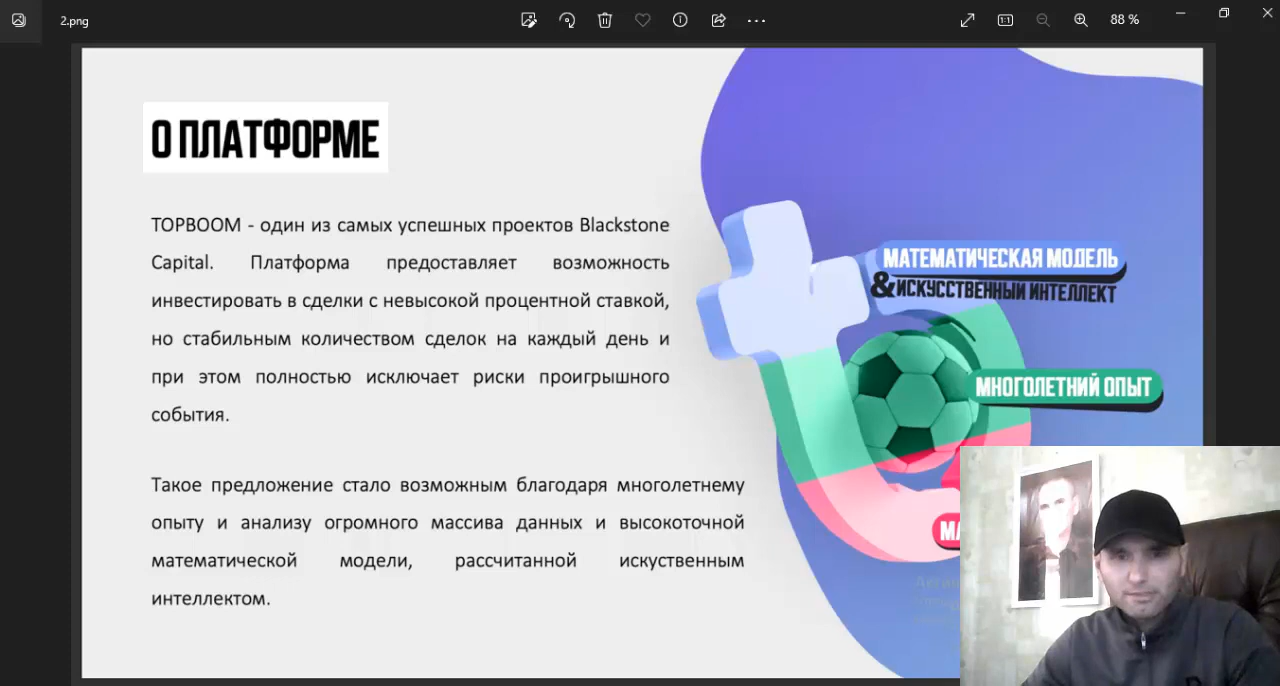 2.png
88 %
О ПЛАТФОРМЕ
TOPBOOM - один из самых успешных проектов Blackstone
Capital. Платформа предоставляет возможность
инвестировать в сделки с невысокой процентной ставкой,
но стабильным количеством сделок на каждый день и
при этом полностью исключает риски проигрышного
события.
Такое предложение стало возможным благодаря многолетнему
опыту и анализу огромного массива данных и высокоточной
математической модели, рассчитанной искуственным
интеллектом.
МАТЕМАТИЧЕСКАЯ МОДЕЛЬ
&ИСКУССТВЕННЫЙ ИНТЕЛЛЕКТ
МНОГОЛЕТНИЙ ОПЫТ